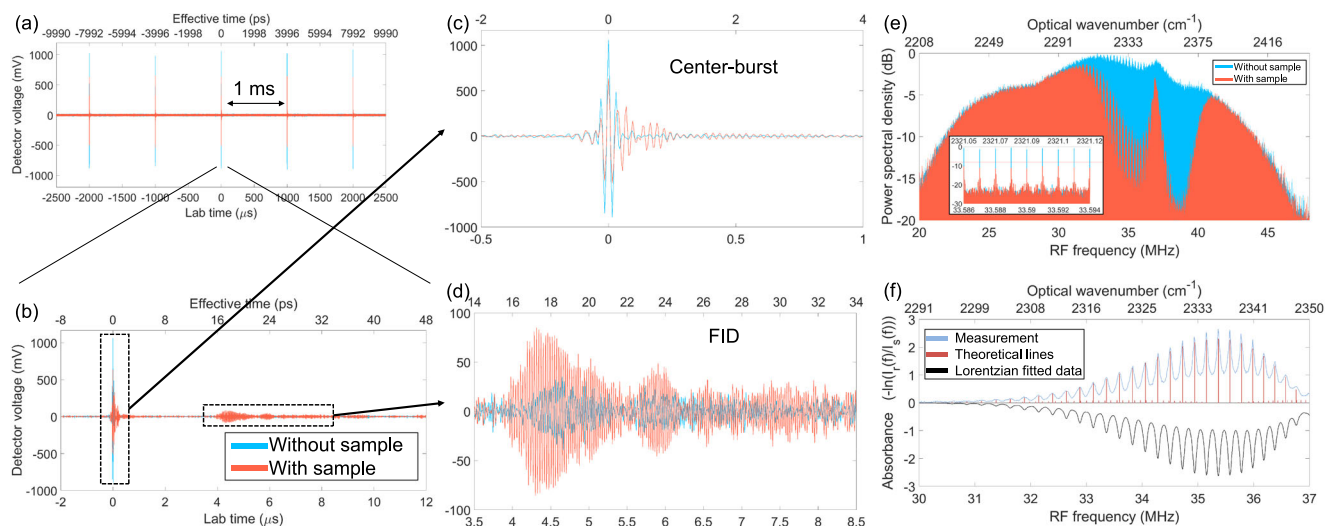 (a)
Effective time (ps)
-9990 -7992 -5994 -3996 -1998 0 1998 3996 5994 7992 9990
Detector voltage (mV)
1000
500
0
-500
-1000
1 ms
-2500 -2000 -1500 -1000 -500 0 500 1000 1500 2000 2500
Lab time (μs)
(b)
Effective time (ps)
-8 0 8 16 24 32 40 48
Detector voltage (mV)
1000
500
0
-500
-1000
Without sample
With sample
-2 0 2 4 6 8 10 12
Lab time (μs)
(c)
-2 0 2 4
1000
500
0
-500
-1000
Center-burst
-0.5 0 0.5 1
(d)
14 16 18 20 22 24 26 28 30 32 34
100
50
0
-50
-100
FID
3.5 4 4.5 5 5.5 6 6.5 7 7.5 8 8.5
(e)
Optical wavenumber (cm-1)
2208 2249 2291 2333 2375 2416
Power spectral density (dB)
0
-5
-10
-15
-20
Without sample
With sample
2321.05 2321.07 2321.09 2321.1 2321.12
0
-10
-20
-30
33.586 33.588 33.59 33.592 33.594
20 25 30 35 40 45
RF frequency (MHz)
(f)
Optical wavenumber (cm-1)
2291 2299 2308 2316 2325 2333 2341 2350
Absorbance (-ln(Ir(f)/Is(f)))
3
2
1
0
-1
-2
-3
Measurement
Theoretical lines
Lorentzian fitted data
30 31 32 33 34 35 36 37
RF frequency (MHz)